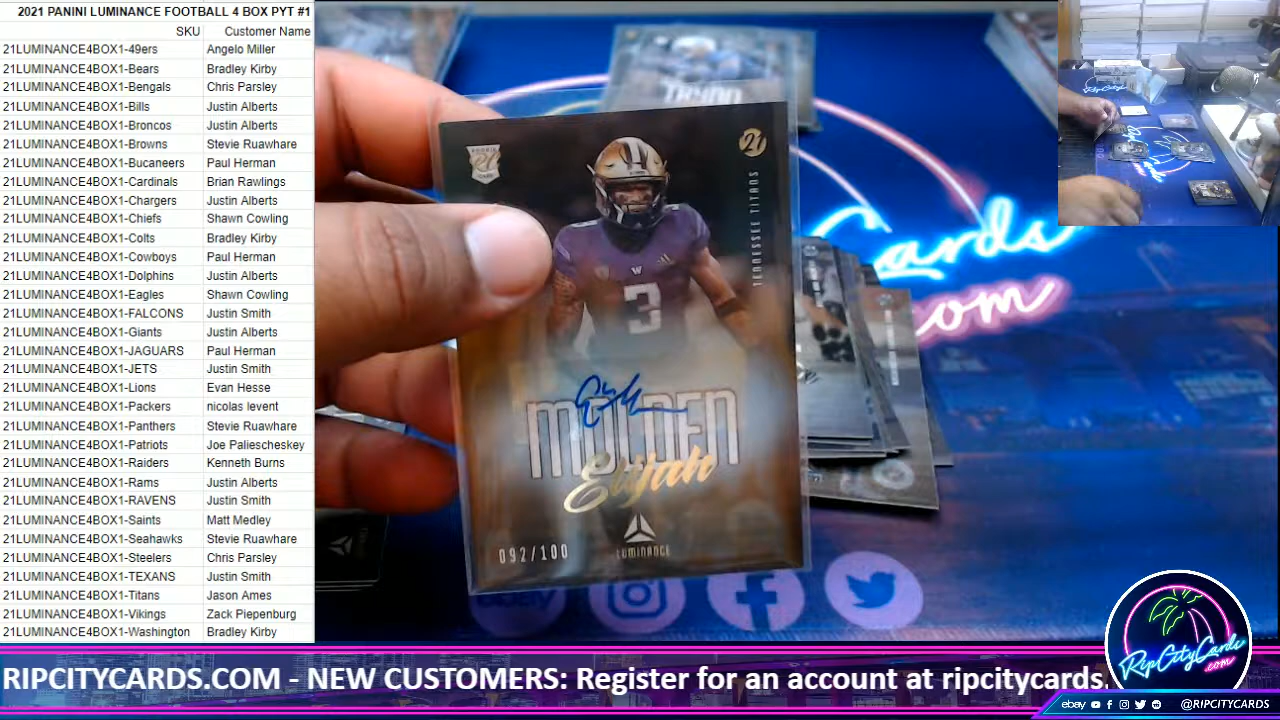 2021 PANINI LUMINANCE FOOTBALL 4 BOX PYT #1
SKU Customer Name
21LUMINANCE4BOX1-49ers Angelo Miller
21LUMINANCE4BOX1-Bears Bradley Kirby
21LUMINANCE4BOX1-Bengals Chris Parsley
21LUMINANCE4BOX1-Bills Justin Alberts
21LUMINANCE4BOX1-Broncos Justin Alberts
21LUMINANCE4BOX1-Browns Stevie Ruawhare
21LUMINANCE4BOX1-Bucaneers Paul Herman
21LUMINANCE4BOX1-Cardinals Brian Rawlings
21LUMINANCE4BOX1-Chargers Justin Alberts
21LUMINANCE4BOX1-Chiefs Shawn Cowling
21LUMINANCE4BOX1-Colts Bradley Kirby
21LUMINANCE4BOX1-Cowboys Paul Herman
21LUMINANCE4BOX1-Dolphins Justin Alberts
21LUMINANCE4BOX1-Eagles Shawn Cowling
21LUMINANCE4BOX1-FALCONS Justin Smith
21LUMINANCE4BOX1-Giants Justin Alberts
21LUMINANCE4BOX1-JAGUARS Paul Herman
21LUMINANCE4BOX1-JETS Justin Smith
21LUMINANCE4BOX1-Lions Evan Hesse
21LUMINANCE4BOX1-Packers nicolas levent
21LUMINANCE4BOX1-Panthers Stevie Ruawhare
21LUMINANCE4BOX1-Patriots Joe Paliescheskey
21LUMINANCE4BOX1-Raiders Kenneth Burns
21LUMINANCE4BOX1-Rams Justin Alberts
21LUMINANCE4BOX1-RAVENS Justin Smith
21LUMINANCE4BOX1-Saints Matt Medley
21LUMINANCE4BOX1-Seahawks Stevie Ruawhare
21LUMINANCE4BOX1-Steelers Chris Parsley
21LUMINANCE4BOX1-TEXANS Justin Smith
21LUMINANCE4BOX1-Titans Jason Ames
21LUMINANCE4BOX1-Vikings Zack Piepenburg
21LUMINANCE4BOX1-Washington Bradley Kirby
21
TENNESSEE TITANS
W
3
MOLDEN
Elijah
092/100
LUMINANCE
Cards
.com
ebay
RipCityCards
.com
RIPCITYCARDS.COM - NEW CUSTOMERS: Register for an account at ripcitycards.
ebay @RIPCITYCARDS